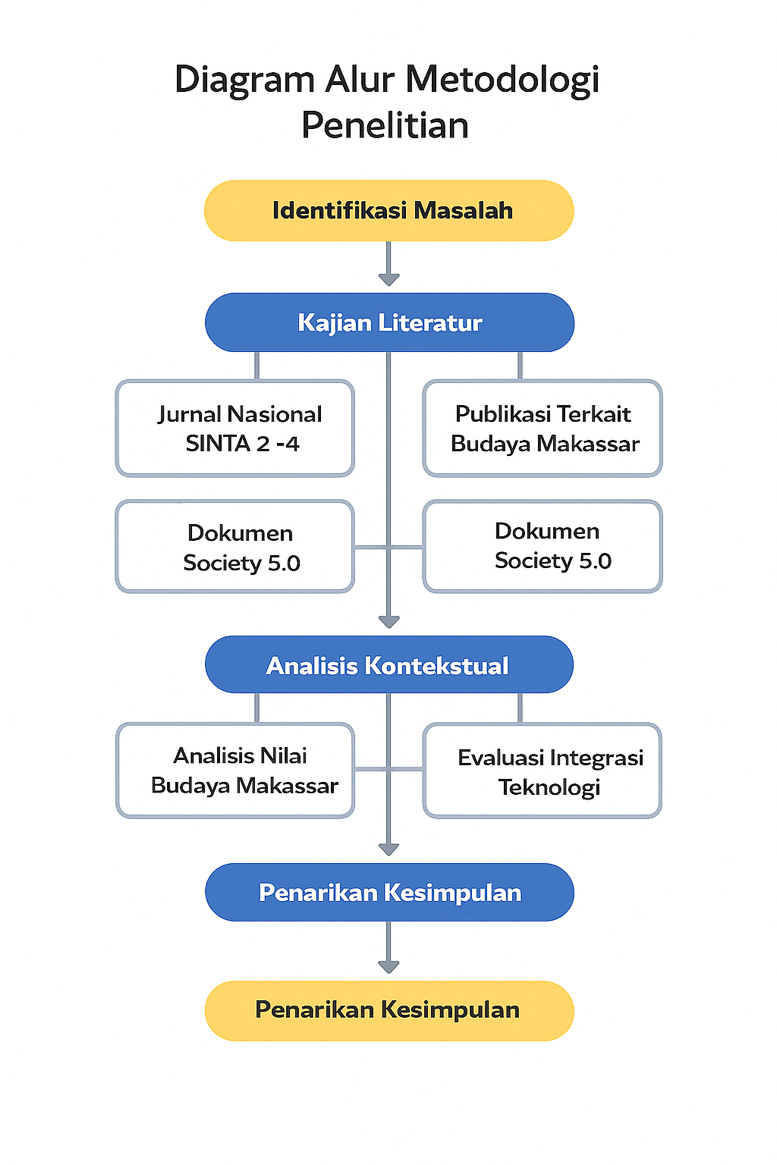 Diagram Alur Metodologi
Penelitian
Identifikasi Masalah
Kajian Literatur
Jurnal Nasional
SINTA 2 -4
Publikasi Terkait
Budaya Makassar
Dokumen
Society 5.0
Dokumen
Society 5.0
Analisis Kontekstual
Analisis Nilai
Budaya Makassar
Evaluasi Integrasi
Teknologi
Penarikan Kesimpulan
Penarikan Kesimpulan